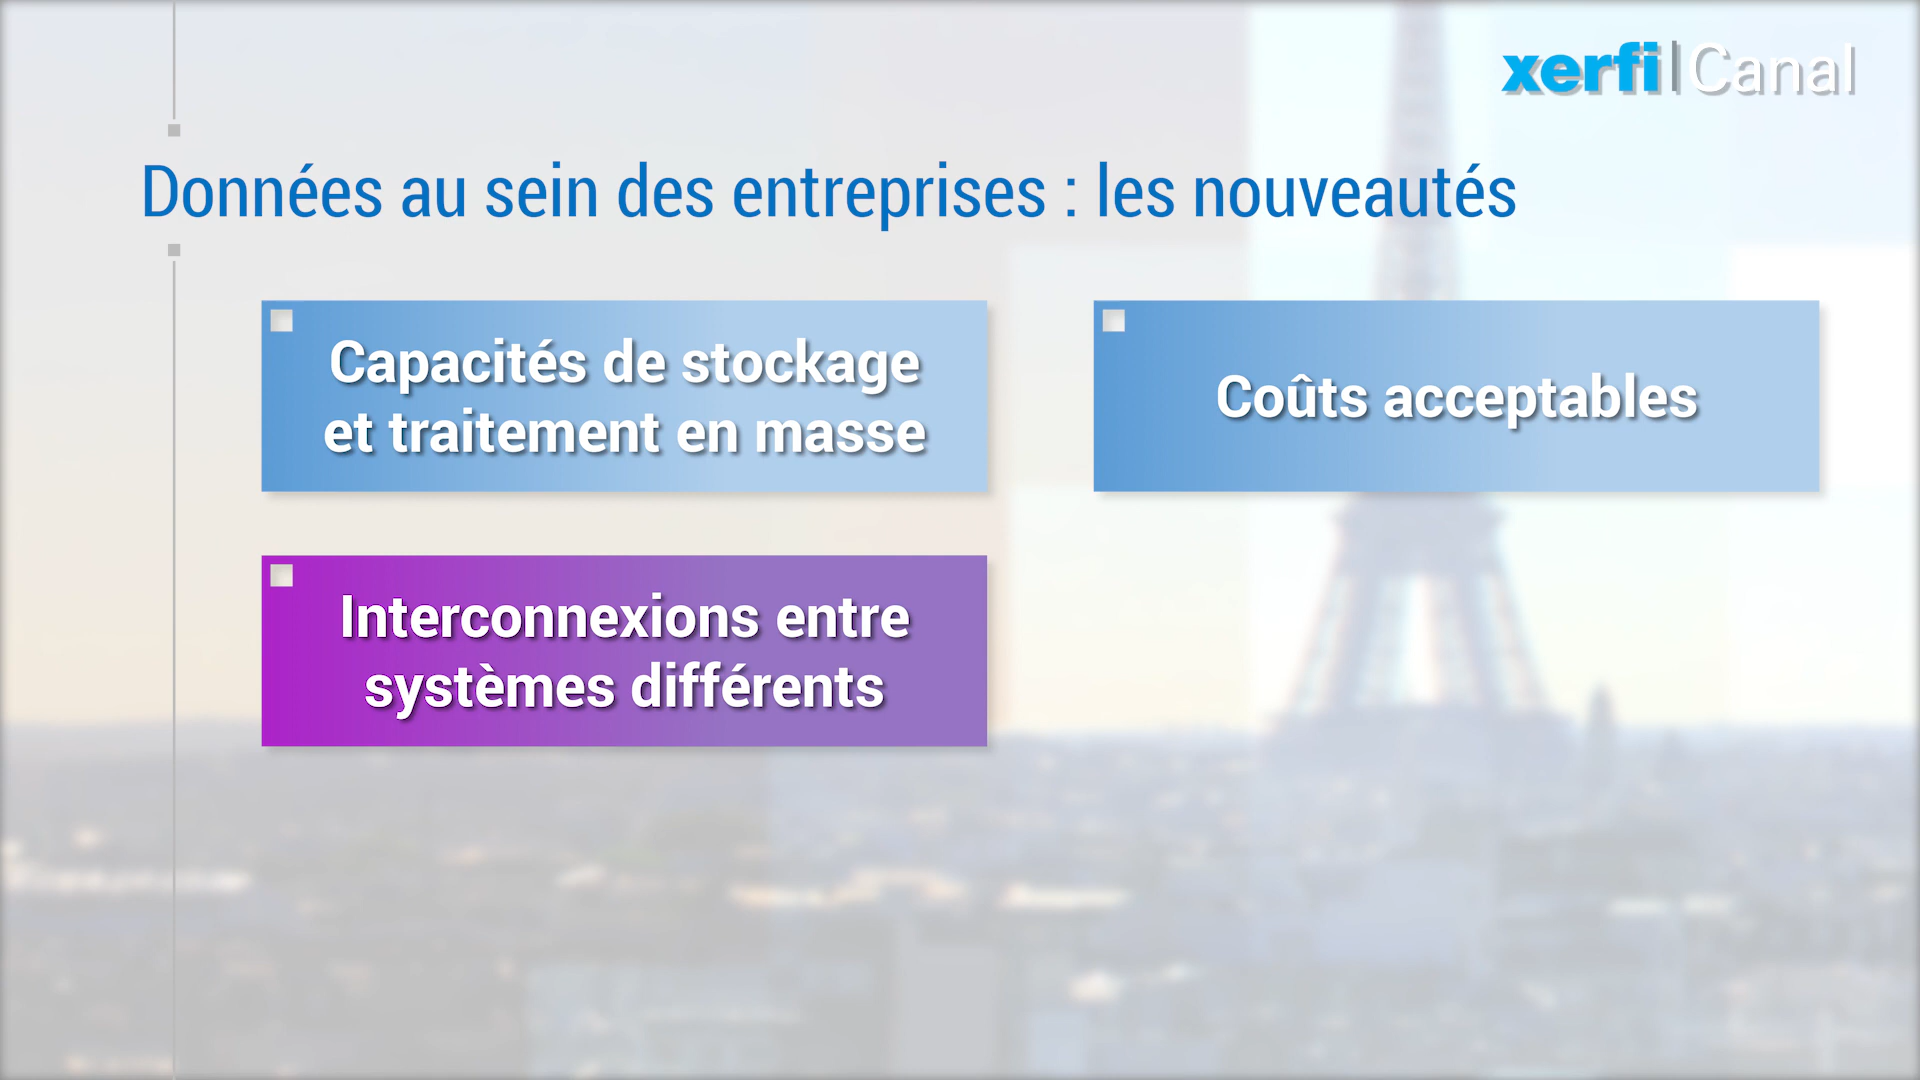 xerfi|Canal
Données au sein des entreprises : les nouveautés
Capacités de stockage
et traitement en masse
Coûts acceptables
Interconnexions entre
systèmes différents